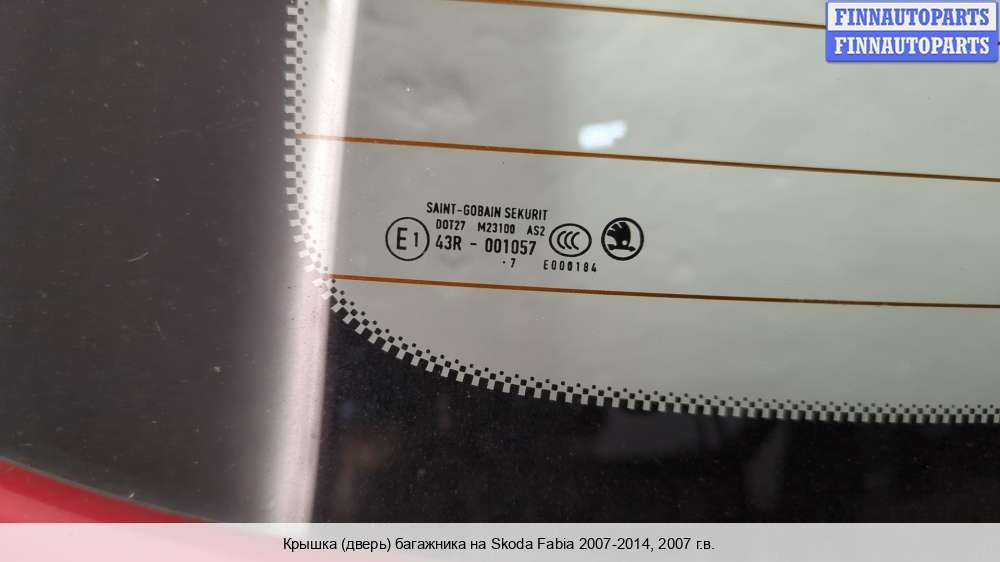 FINNAUTOPARTS
FINNAUTOPARTS
SAINT-GOBAIN SEKURIT
DOT27 M23100 AS2
E1 43R - 001057 CCC
·7 E000184
Крышка (дверь) багажника на Skoda Fabia 2007-2014, 2007 г.в.